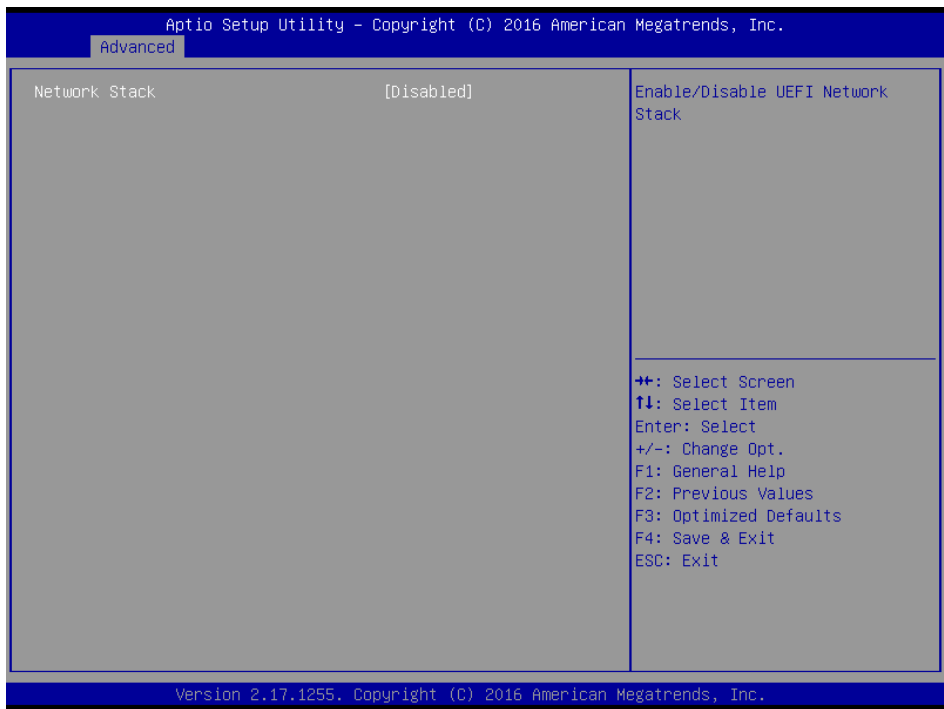 Aptio Setup Utility – Copyright (C) 2016 American Megatrends, Inc.
Advanced
Network Stack [Disabled]
Enable/Disable UEFI Network
Stack
→←: Select Screen
↑↓: Select Item
Enter: Select
+/-: Change Opt.
F1: General Help
F2: Previous Values
F3: Optimized Defaults
F4: Save & Exit
ESC: Exit
Version 2.17.1255. Copyright (C) 2016 American Megatrends, Inc.